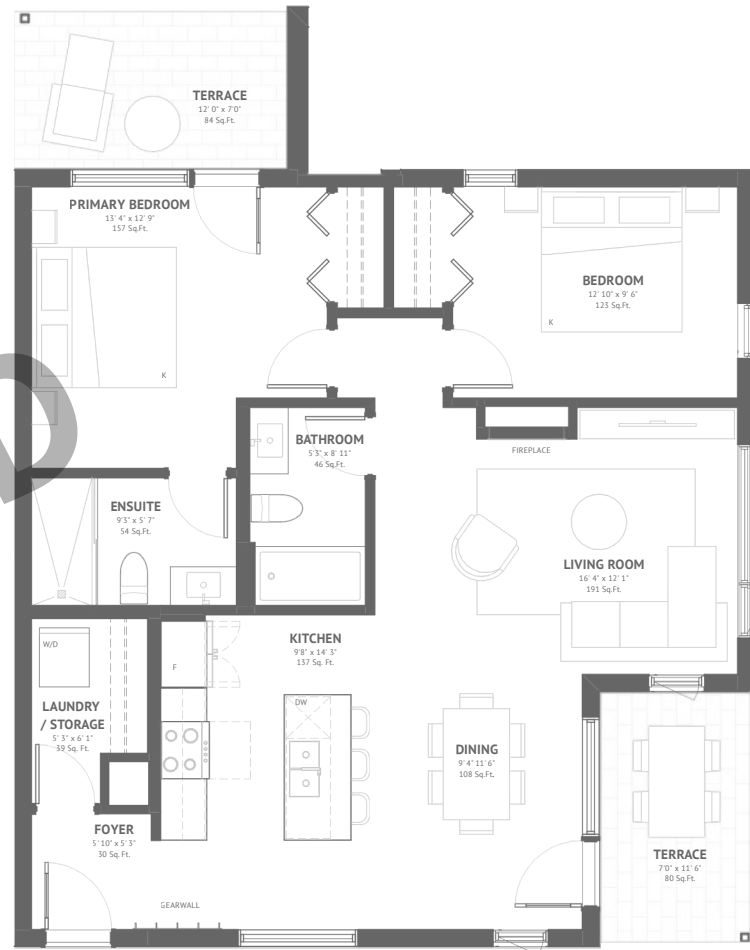 TERRACE
12' 0" x 7'0"
84 Sq.Ft.
PRIMARY BEDROOM
13' 4" x 12' 9"
157 Sq.Ft.
K
BEDROOM
12' 10" x 9' 6"
123 Sq.Ft.
K
BATHROOM
5'3" x 8' 11"
46 Sq.Ft.
FIREPLACE
ENSUITE
9'3" x 5' 7"
54 Sq.Ft.
LIVING ROOM
16' 4" x 12' 1"
191 Sq.Ft.
KITCHEN
9'8" x 14' 3"
137 Sq. Ft.
W/D
F
DW
LAUNDRY
/ STORAGE
5' 3" x 6' 1"
39 Sq. Ft.
DINING
9' 4" 11' 6"
108 Sq.Ft.
FOYER
5' 10" x 5' 3"
30 Sq. Ft.
TERRACE
7'0" x 11' 6"
80 Sq.Ft.
GEARWALL